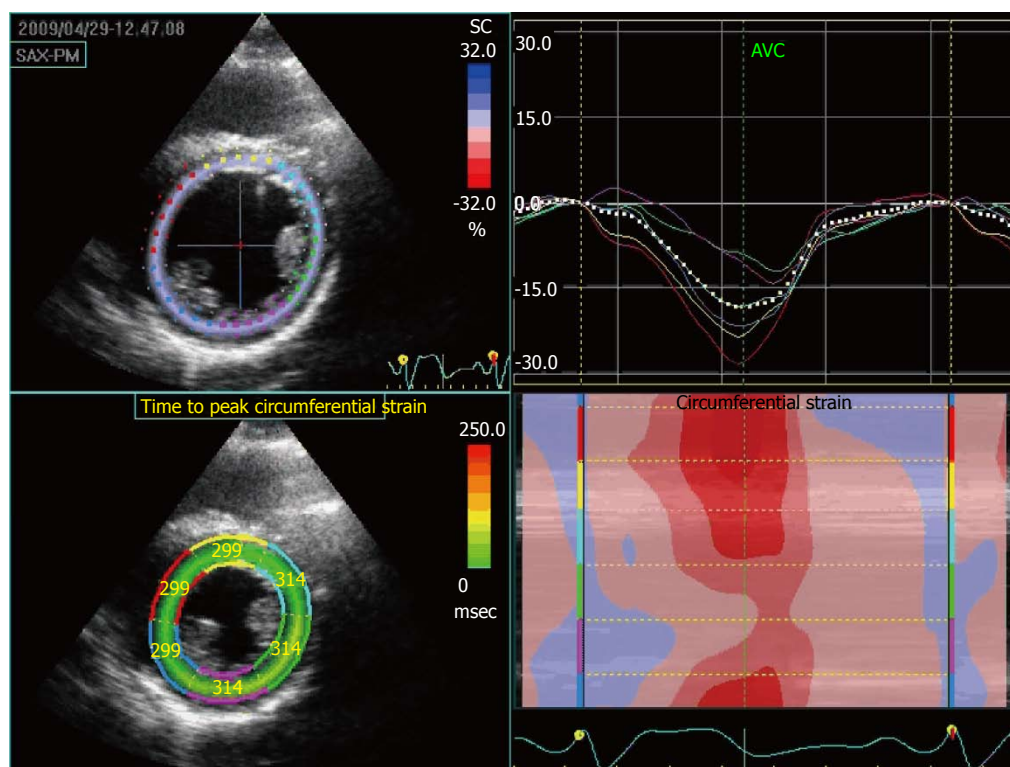 2009/04/29-12.47.08
SAX-PM
SC
32.0
-32.0
%
30.0
AVC
15.0
0.0
-15.0
-30.0
Time to peak circumferential strain
250.0
0
msec
299
299
314
299
314
314
Circumferential strain